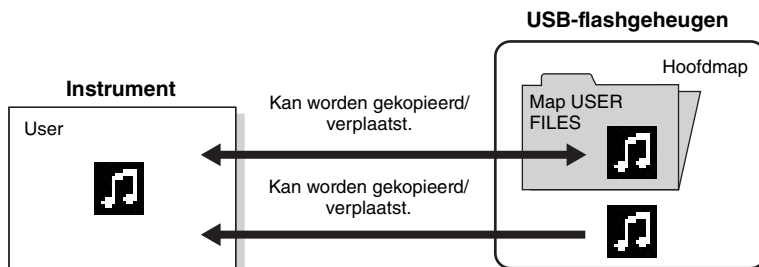 USB-flashgeheugen
Hoofdmap
Instrument
Kan worden gekopieerd/
verplaatst.
Map USER
FILES
User
Kan worden gekopieerd/
verplaatst.